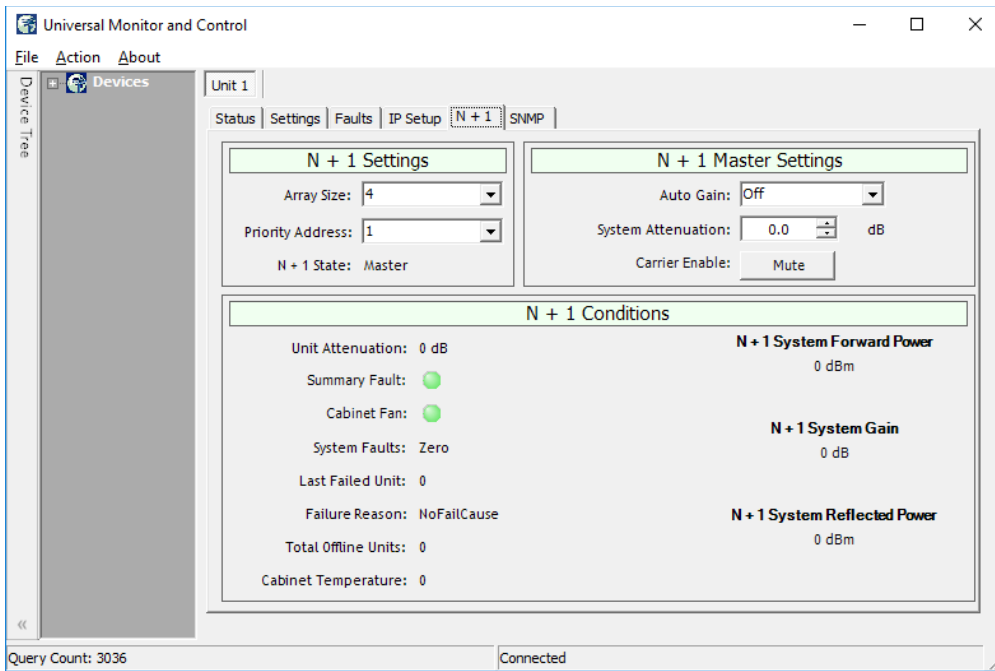 Universal Monitor and Control
File Action About
Device Tree
Devices
Unit 1
Status Settings Faults IP Setup N + 1 SNMP
N + 1 Settings
Array Size: 4
Priority Address: 1
N + 1 State: Master
N + 1 Master Settings
Auto Gain: Off
System Attenuation: 0.0 dB
Carrier Enable: Mute
N + 1 Conditions
Unit Attenuation: 0 dB
Summary Fault:
Cabinet Fan:
System Faults: Zero
Last Failed Unit: 0
Failure Reason: NoFailCause
Total Offline Units: 0
Cabinet Temperature: 0
N + 1 System Forward Power
0 dBm
N + 1 System Gain
0 dB
N + 1 System Reflected Power
0 dBm
«
Query Count: 3036
Connected